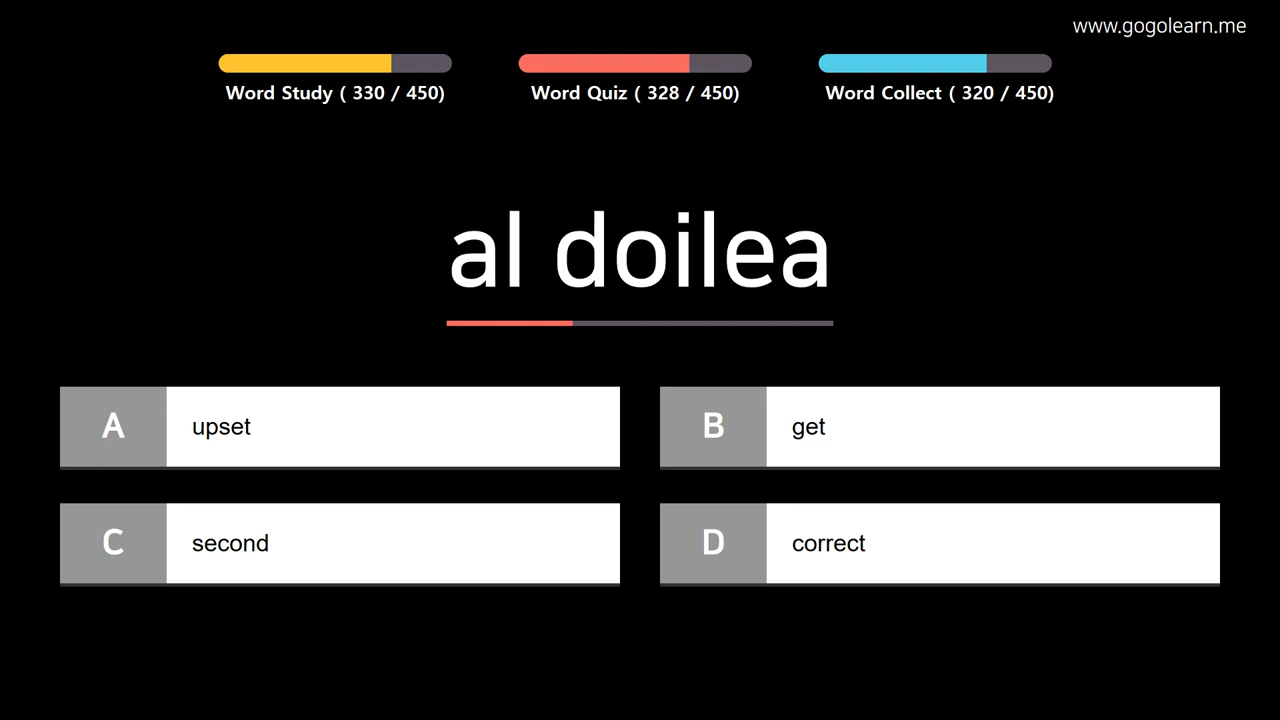 www.gogolearn.me
Word Study ( 330 / 450)
Word Quiz ( 328 / 450)
Word Collect ( 320 / 450)
al doilea
A upset
B get
C second
D correct